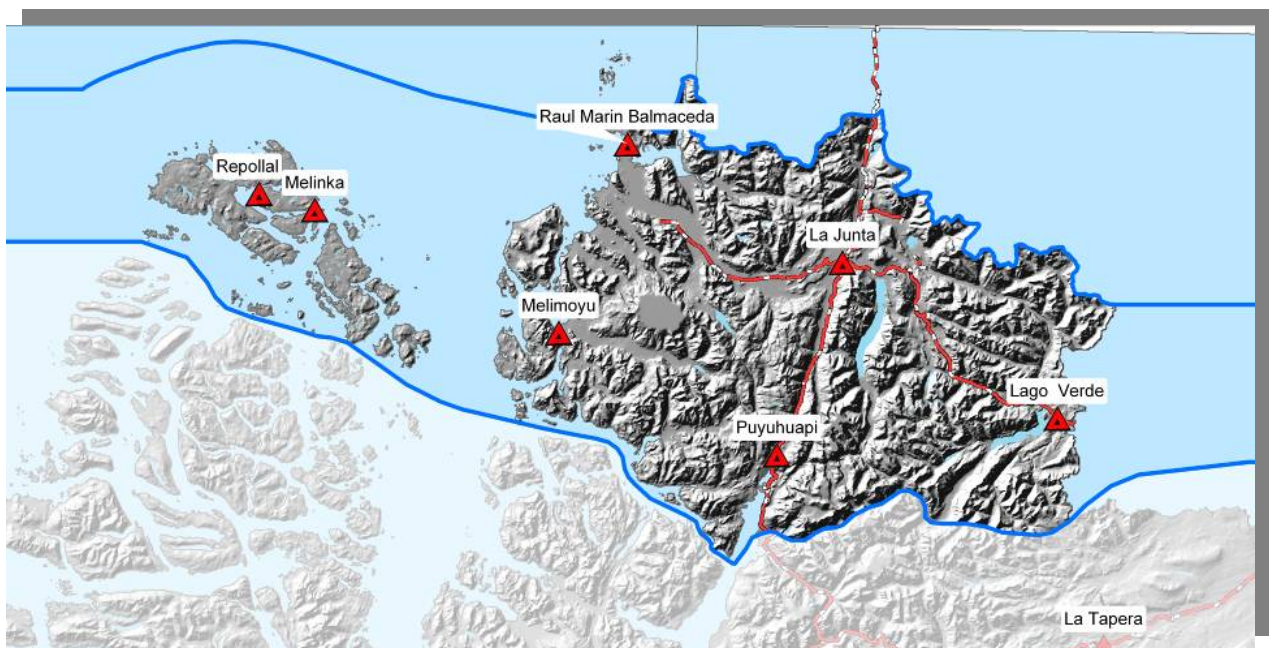 Raul Marin Balmaceda
Repollal
Melinka
La Junta
Melimoyu
Lago Verde
Puyuhuapi
La Tapera